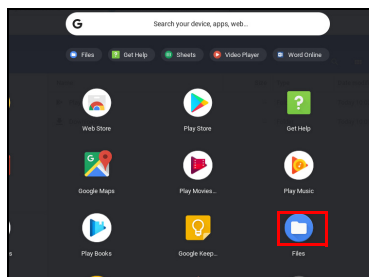 G Search your device, apps, web...
Files Get Help Sheets Video Player Word Online
Web Store Play Store Get Help
Google Maps Play Movies... Play Music
s Play Books Google Keep... Files